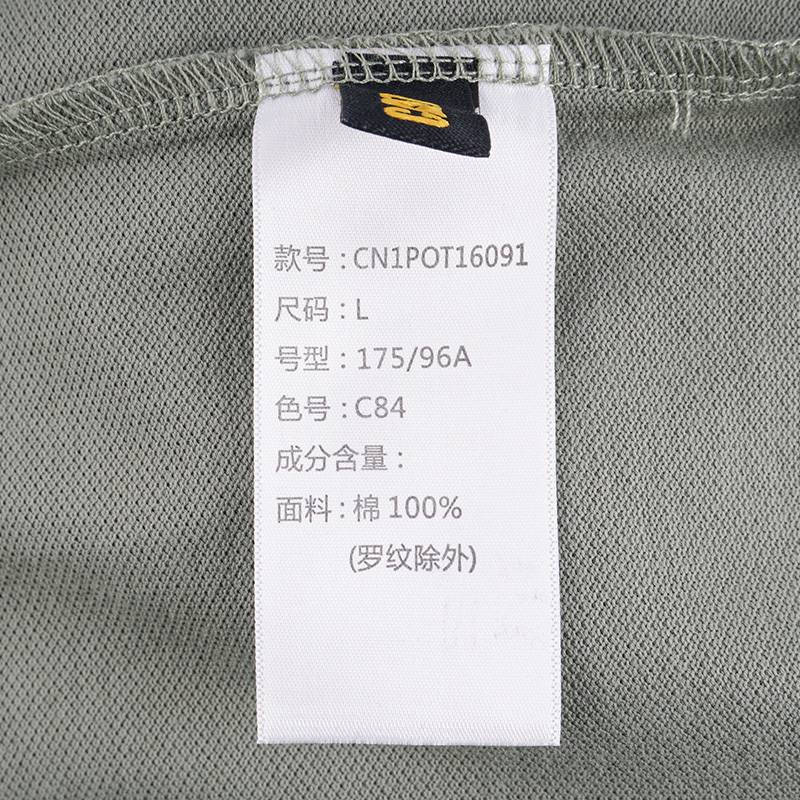 款号：CN1POT16091
尺码：L
号型：175/96A
色号：C84
成分含量：
面料：棉 100%
(罗纹除外)